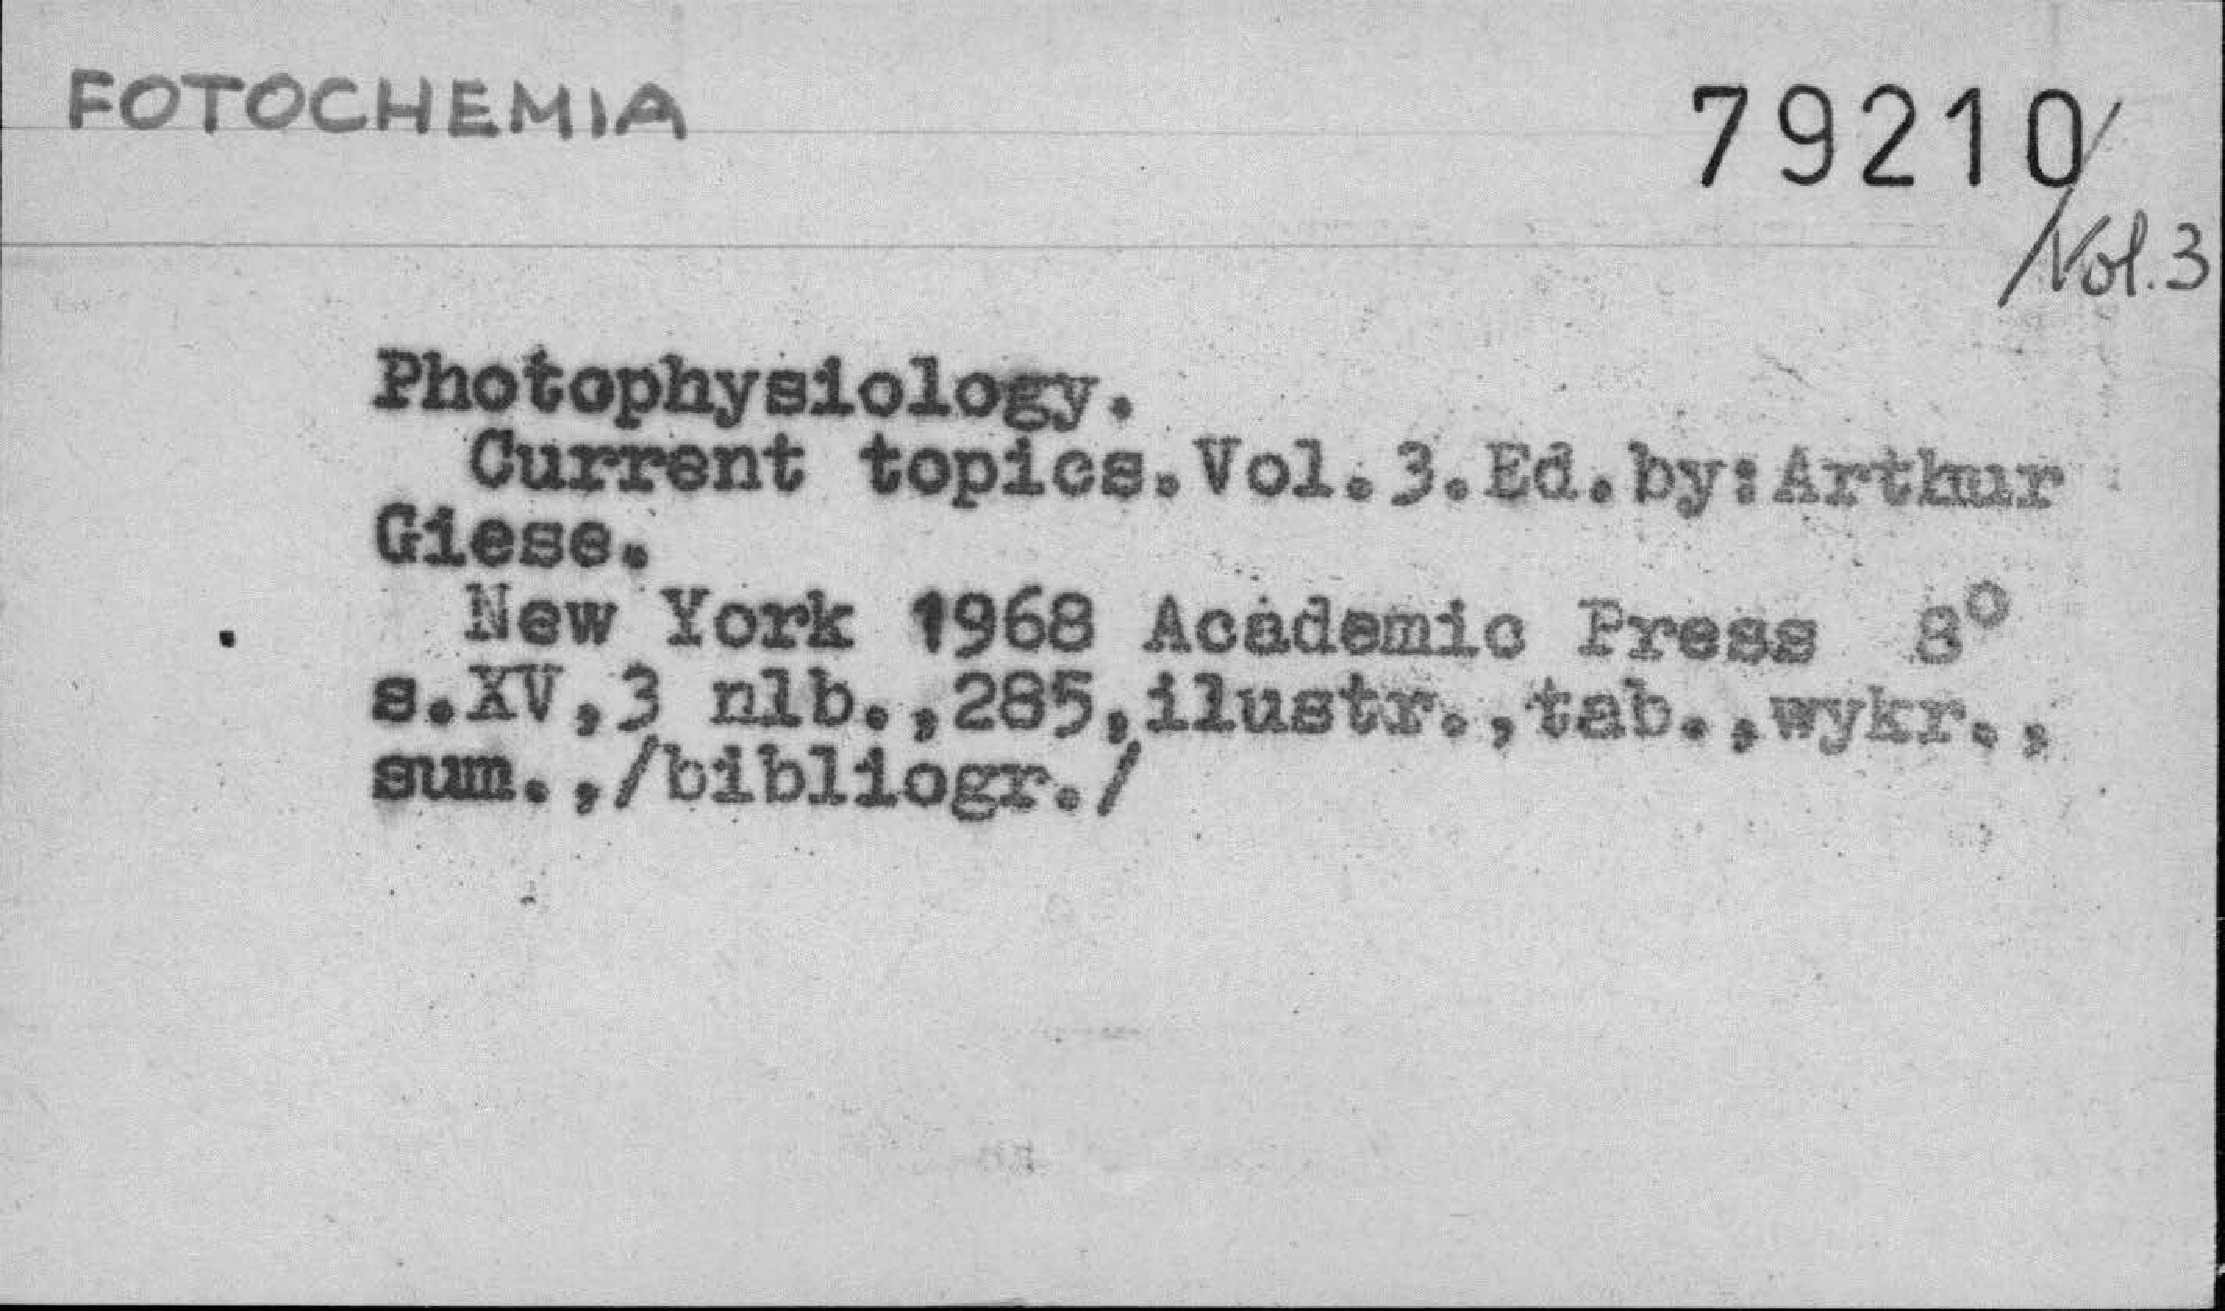 FOTOCHEMIA
79210/
/Vol.3
Photophysiology.
Current topics.Vol.3.Ed.by:Arthur
Giese.
New York 1968 Academic Press 8°
s.XV,3 nlb.,285,ilustr.,tab.,wykr.,
sum.,/bibliogr./